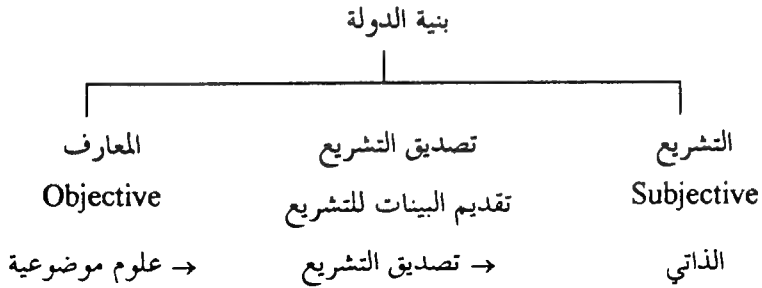 بنية الدولة
التشريع تصديق التشريع المعارف
Subjective تقديم البينات للتشريع Objective
الذاتي → تصديق التشريع → علوم موضوعية